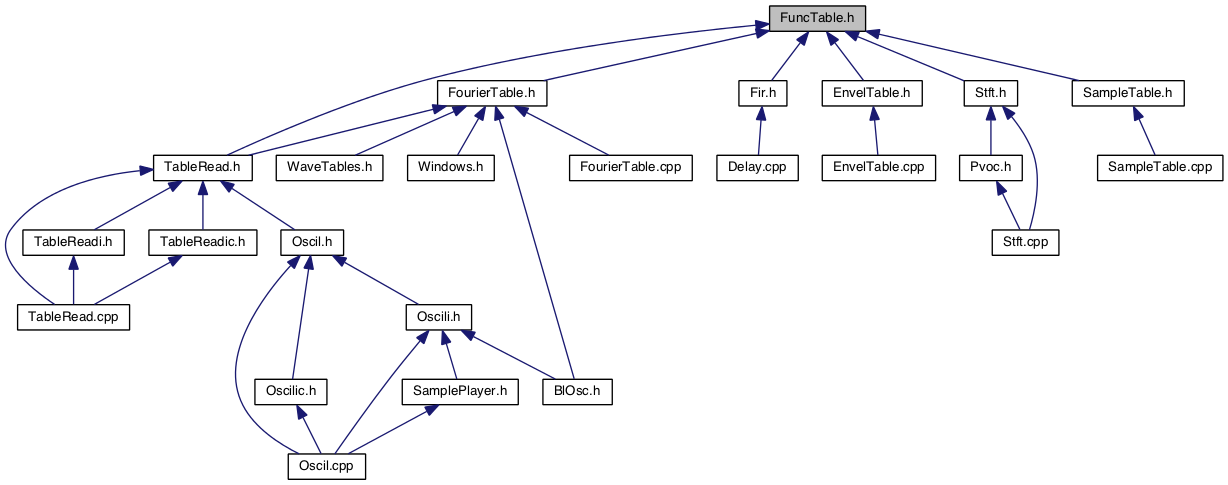 FuncTable.h
FourierTable.h
Fir.h
EnvelTable.h
Stft.h
SampleTable.h
TableRead.h
WaveTables.h
Windows.h
FourierTable.cpp
Delay.cpp
EnvelTable.cpp
Pvoc.h
SampleTable.cpp
TableReadi.h
TableReadic.h
Oscil.h
Stft.cpp
TableRead.cpp
Oscili.h
Oscilic.h
SamplePlayer.h
BlOsc.h
Oscil.cpp